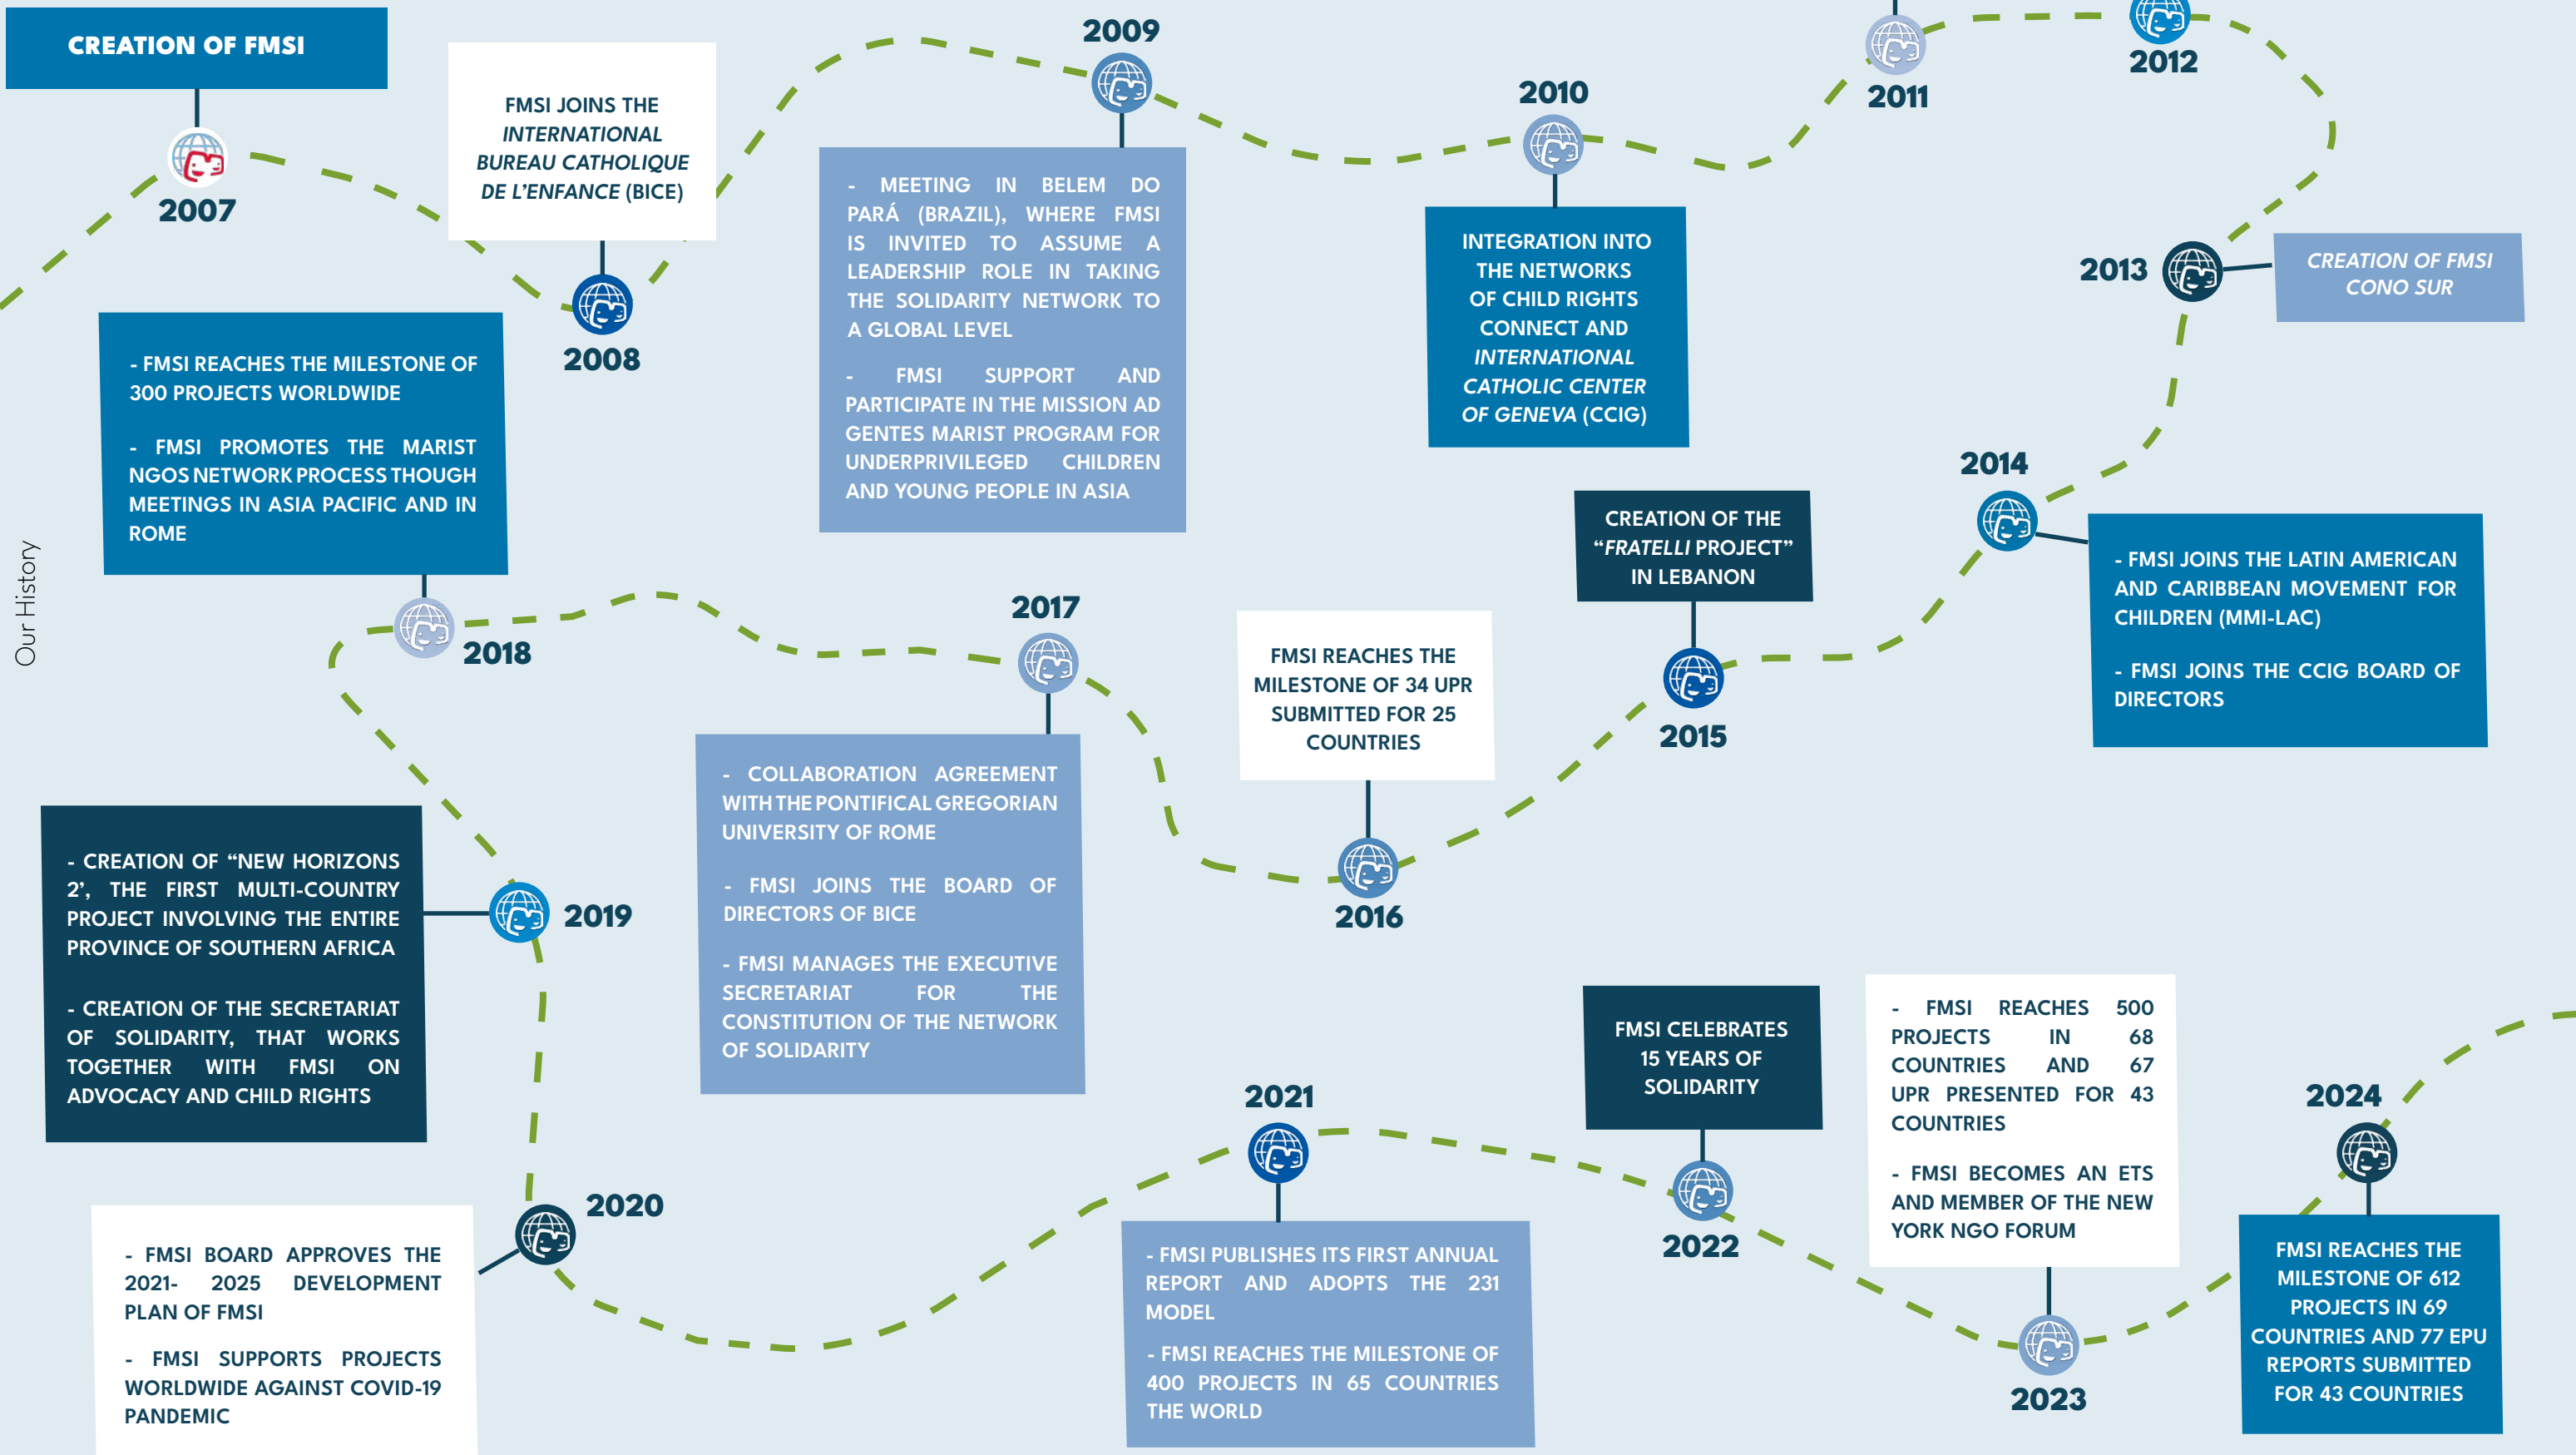 Our History
CREATION OF FMSI
2007
FMSI JOINS THE
INTERNATIONAL
BUREAU CATHOLIQUE
DE L’ENFANCE (BICE)
2008
2009
- MEETING IN BELEM DO
PARÁ (BRAZIL), WHERE FMSI
IS INVITED TO ASSUME A
LEADERSHIP ROLE IN TAKING
THE SOLIDARITY NETWORK TO
A GLOBAL LEVEL
- FMSI SUPPORT AND
PARTICIPATE IN THE MISSION AD
GENTES MARIST PROGRAM FOR
UNDERPRIVILEGED CHILDREN
AND YOUNG PEOPLE IN ASIA
2010
INTEGRATION INTO
THE NETWORKS
OF CHILD RIGHTS
CONNECT AND
INTERNATIONAL
CATHOLIC CENTER
OF GENEVA (CCIG)
2011
2012
2013
CREATION OF FMSI
CONO SUR
2014
- FMSI JOINS THE LATIN AMERICAN
AND CARIBBEAN MOVEMENT FOR
CHILDREN (MMI-LAC)
- FMSI JOINS THE CCIG BOARD OF
DIRECTORS
CREATION OF THE
“FRATELLI PROJECT”
IN LEBANON
2015
FMSI REACHES THE
MILESTONE OF 34 UPR
SUBMITTED FOR 25
COUNTRIES
2016
2017
- COLLABORATION AGREEMENT
WITH THE PONTIFICAL GREGORIAN
UNIVERSITY OF ROME
- FMSI JOINS THE BOARD OF
DIRECTORS OF BICE
- FMSI MANAGES THE EXECUTIVE
SECRETARIAT FOR THE
CONSTITUTION OF THE NETWORK
OF SOLIDARITY
- FMSI REACHES THE MILESTONE OF
300 PROJECTS WORLDWIDE
- FMSI PROMOTES THE MARIST
NGOS NETWORK PROCESS THOUGH
MEETINGS IN ASIA PACIFIC AND IN
ROME
2018
- CREATION OF “NEW HORIZONS
2’, THE FIRST MULTI-COUNTRY
PROJECT INVOLVING THE ENTIRE
PROVINCE OF SOUTHERN AFRICA
- CREATION OF THE SECRETARIAT
OF SOLIDARITY, THAT WORKS
TOGETHER WITH FMSI ON
ADVOCACY AND CHILD RIGHTS
2019
2020
- FMSI BOARD APPROVES THE
2021- 2025 DEVELOPMENT
PLAN OF FMSI
- FMSI SUPPORTS PROJECTS
WORLDWIDE AGAINST COVID-19
PANDEMIC
2021
- FMSI PUBLISHES ITS FIRST ANNUAL
REPORT AND ADOPTS THE 231
MODEL
- FMSI REACHES THE MILESTONE OF
400 PROJECTS IN 65 COUNTRIES
THE WORLD
FMSI CELEBRATES
15 YEARS OF
SOLIDARITY
2022
- FMSI REACHES 500
PROJECTS IN 68
COUNTRIES AND 67
UPR PRESENTED FOR 43
COUNTRIES
- FMSI BECOMES AN ETS
AND MEMBER OF THE NEW
YORK NGO FORUM
2023
2024
FMSI REACHES THE
MILESTONE OF 612
PROJECTS IN 69
COUNTRIES AND 77 EPU
REPORTS SUBMITTED
FOR 43 COUNTRIES